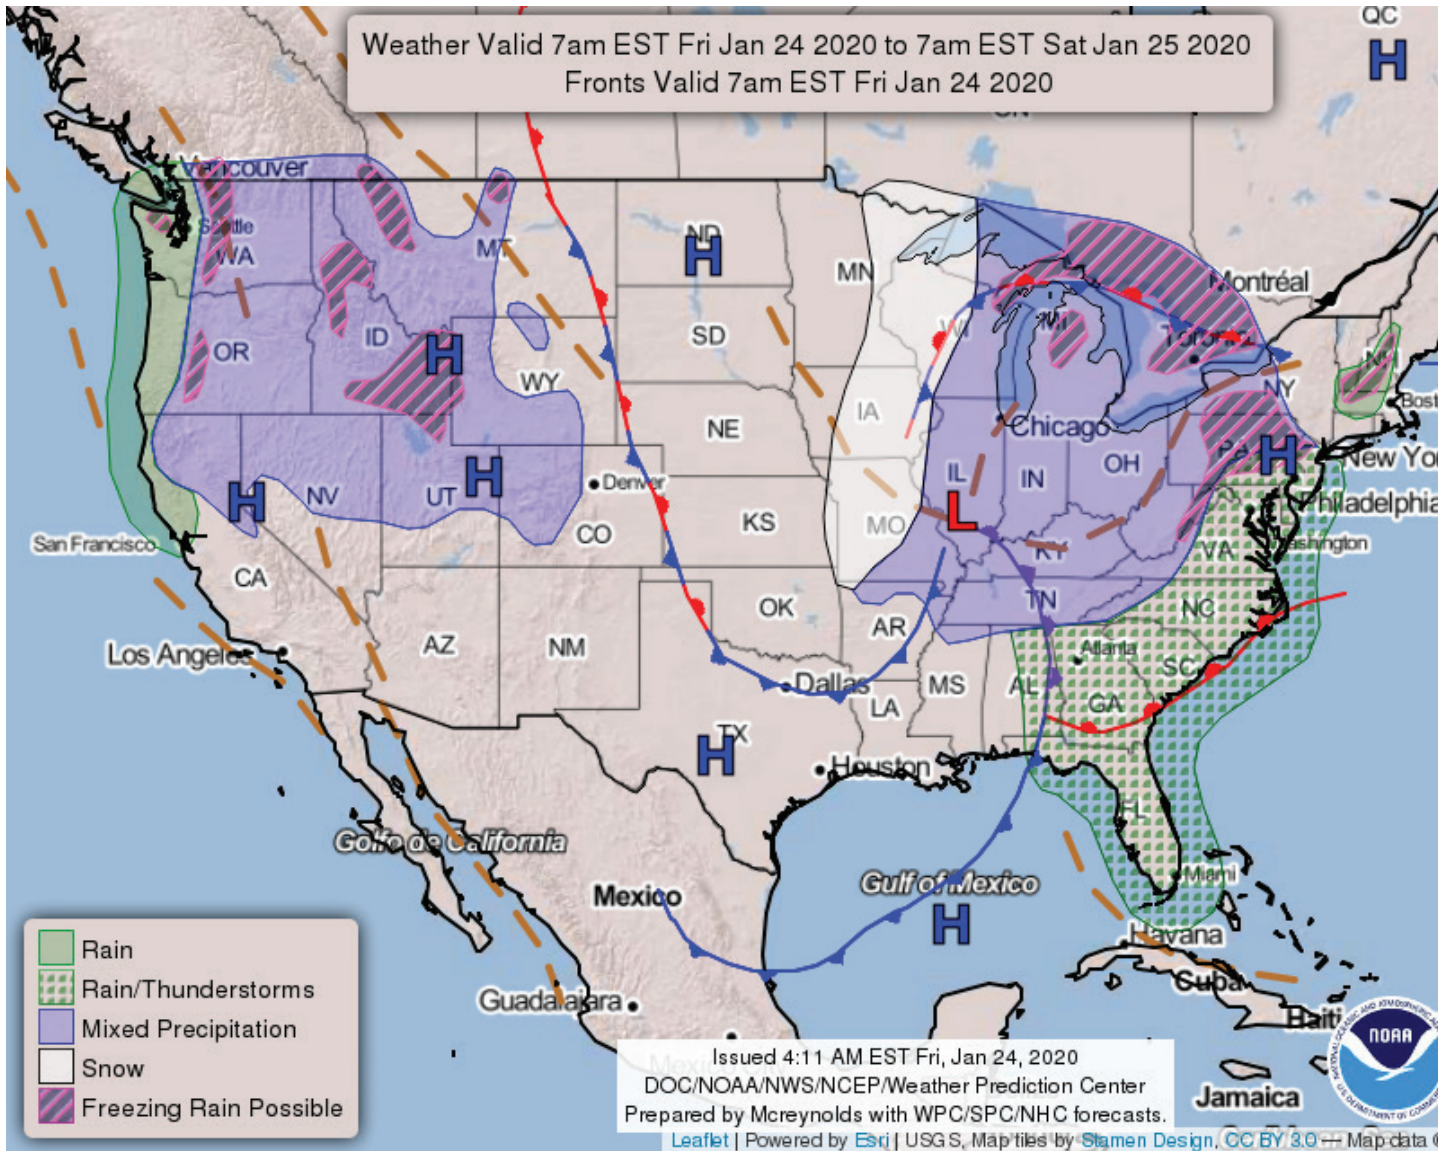 QC
H
Weather Valid 7am EST Fri Jan 24 2020 to 7am EST Sat Jan 25 2020
Fronts Valid 7am EST Fri Jan 24 2020
ON
Vancouver
Seattle
WA
MT
ND
H
MN
Montréal
OR
ID
H
SD
WI
MI
Toronto
WY
NY
IA
Bost
NE
Chicago
PA
H
New Yo
H
NV
UT
H
Denver
IL
IN
OH
Philadelphia
San Francisco
CO
KS
MO
L
KY
VA
Washington
CA
OK
TN
NC
Los Angeles
AZ
NM
AR
Atlanta
SC
Dallas
LA
MS
AL
GA
TX
H
Houston
FL
Golfo de California
Mexico
Gulf of Mexico
H
Miami
Havana
Cuba
Guadalajara
Haiti
Rain
Rain/Thunderstorms
Mixed Precipitation
Snow
Freezing Rain Possible
NOAA
Mexico City
Issued 4:11 AM EST Fri, Jan 24, 2020
DOC/NOAA/NWS/NCEP/Weather Prediction Center
Prepared by Mcreynolds with WPC/SPC/NHC forecasts.
Jamaica
Leaflet | Powered by Esri | USGS, Map tiles by Stamen Design, CC BY 3.0 — Map data ©